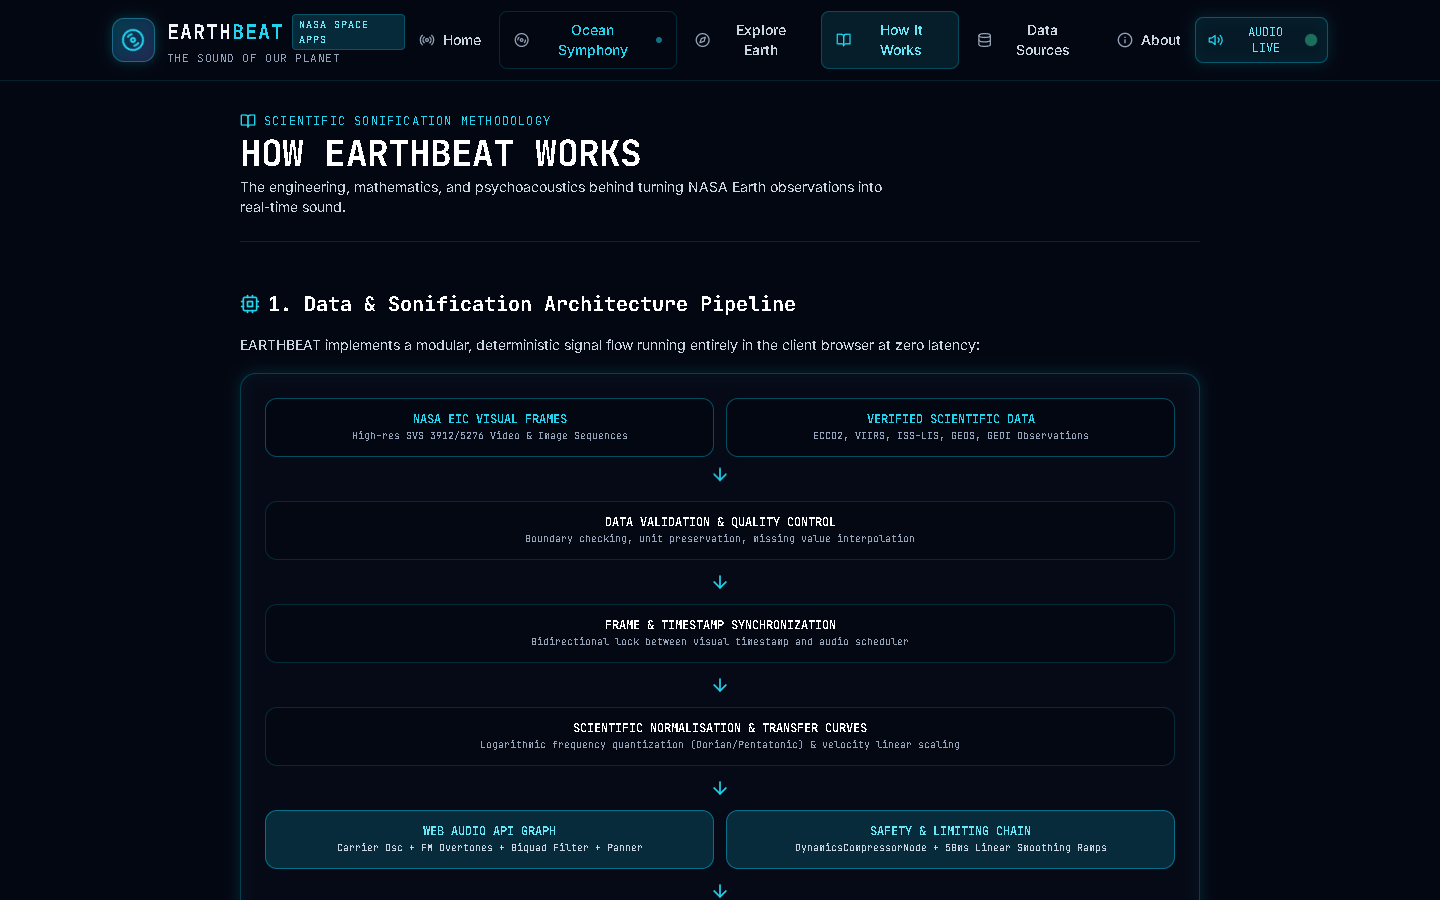 EARTHBEAT
NASA SPACE
APPS
THE SOUND OF OUR PLANET
Home
Ocean
Symphony
Explore
Earth
How It
Works
Data
Sources
About
AUDIO
LIVE
SCIENTIFIC SONIFICATION METHODOLOGY
HOW EARTHBEAT WORKS
The engineering, mathematics, and psychoacoustics behind turning NASA Earth observations into
real-time sound.
1. Data & Sonification Architecture Pipeline
EARTHBEAT implements a modular, deterministic signal flow running entirely in the client browser at zero latency:
NASA EIC VISUAL FRAMES
High-res SVS 3912/5276 Video & Image Sequences
VERIFIED SCIENTIFIC DATA
ECCO2, VIIRS, ISS-LIS, GEOS, GEDI Observations
DATA VALIDATION & QUALITY CONTROL
Boundary checking, unit preservation, missing value interpolation
FRAME & TIMESTAMP SYNCHRONIZATION
Bidirectional lock between visual timestamp and audio scheduler
SCIENTIFIC NORMALISATION & TRANSFER CURVES
Logarithmic frequency quantization (Dorian/Pentatonic) & velocity linear scaling
WEB AUDIO API GRAPH
Carrier Osc + FM Overtones + Biquad Filter + Panner
SAFETY & LIMITING CHAIN
DynamicsCompressorNode + 50ms Linear Smoothing Ramps